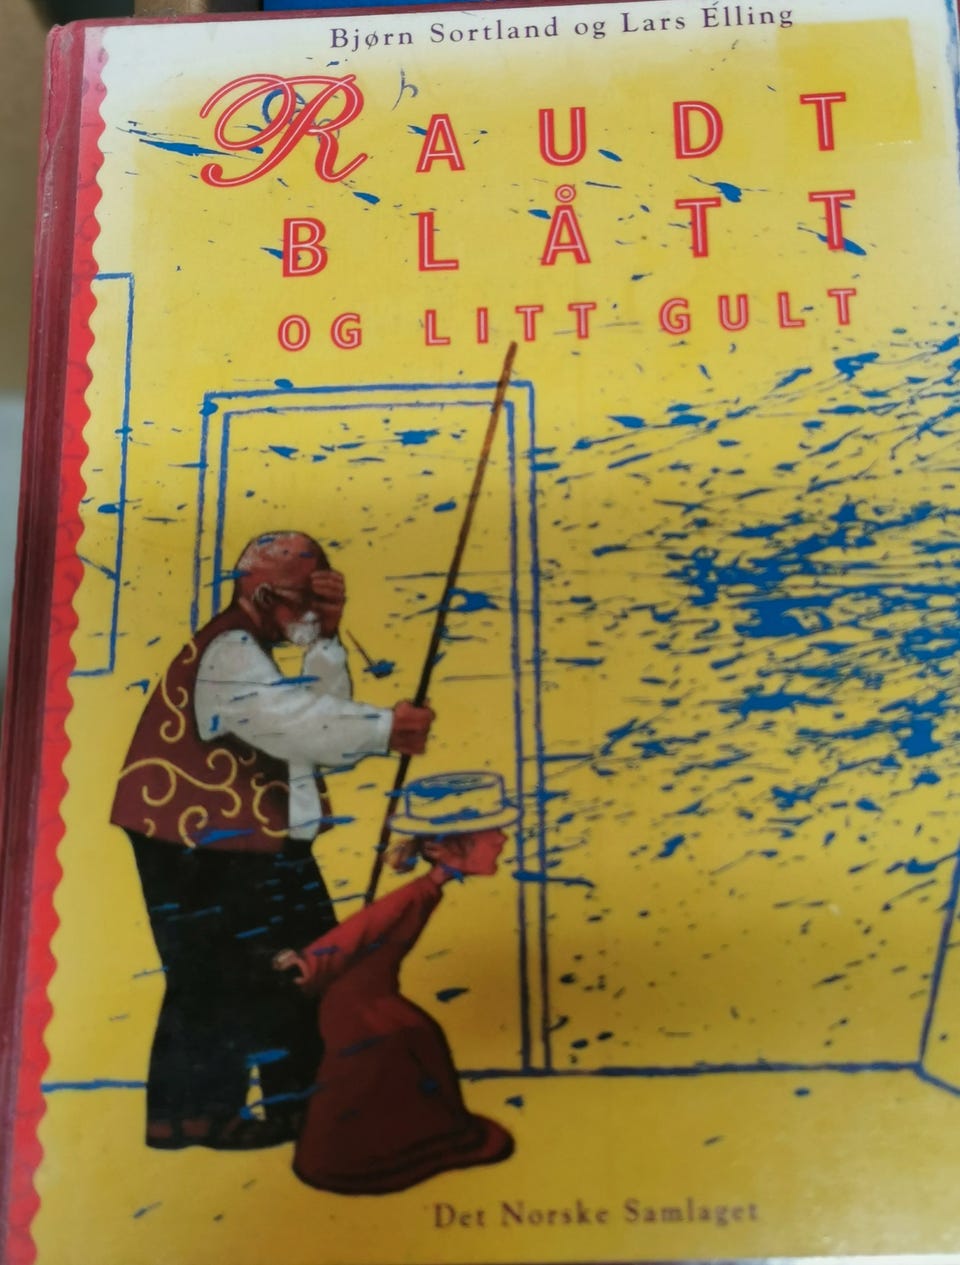 Bjørn Sortland og Lars Elling
RAUDT
BLÅTT
OG LITT GULT
Det Norske Samlaget